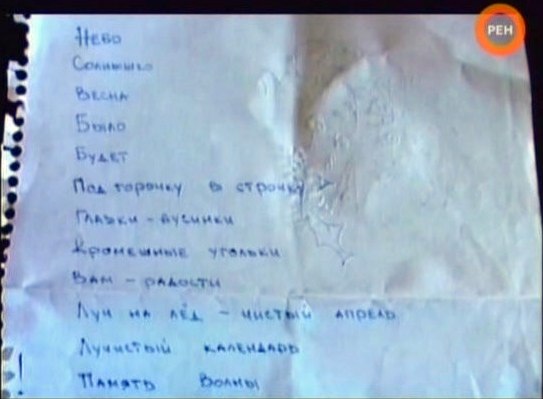 РЕН
Небо
Солнышко
Весна
Было
Будет
Под горочку в строчку
Глазки - бусинки
Кромешные угольки
Вам - радости
Луч на лёд - чистый апрель
Лучистый календарь
! Память Волны